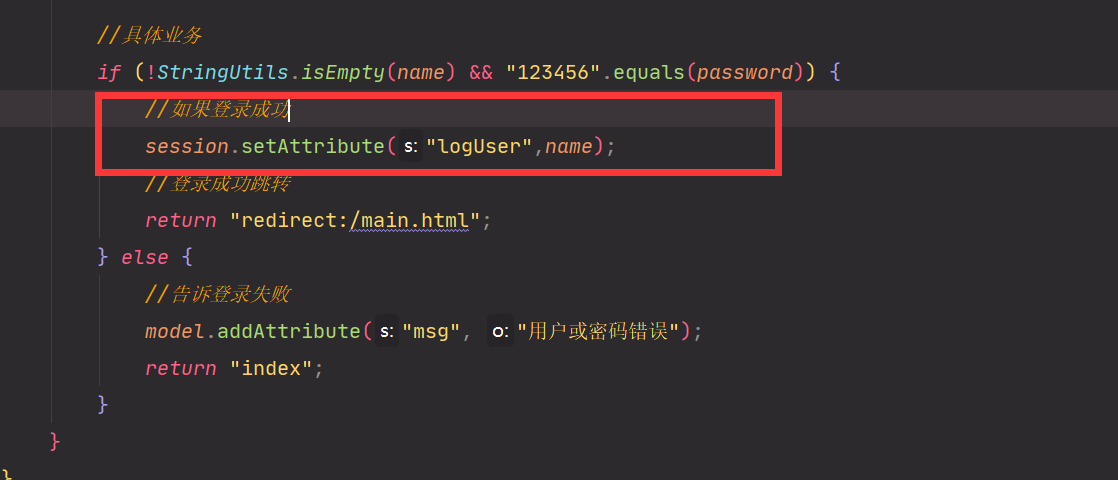 //具体业务
if (!StringUtils.isEmpty(name) && "123456".equals(password)) {
//如果登录成功
session.setAttribute( s: "logUser",name);
//登录成功跳转
return "redirect:/main.html";
} else {
//告诉登录失败
model.addAttribute( s: "msg", o: "用户或密码错误");
return "index";
}
}
}